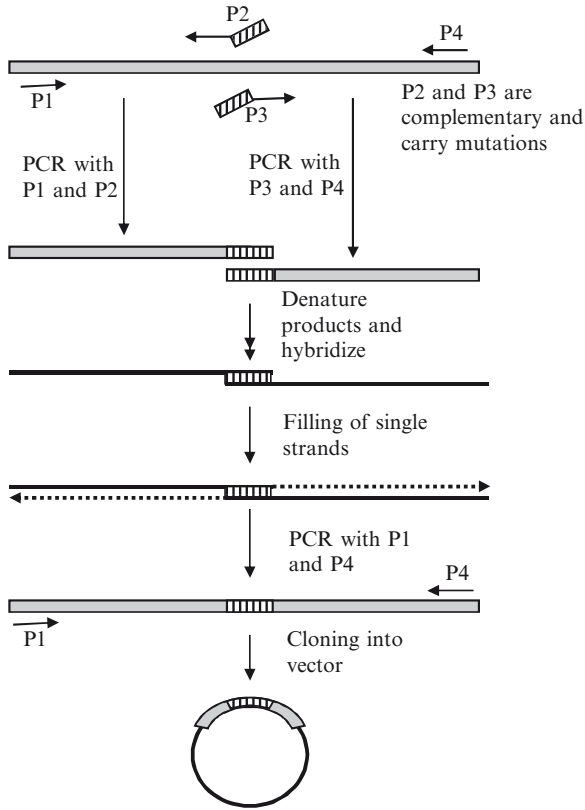 P2
P4
P1
P3
P2 and P3 are
complementary and
carry mutations
PCR with
P1 and P2
PCR with
P3 and P4
Denature
products and
hybridize
Filling of single
strands
PCR with P1
and P4
P4
P1
Cloning into
vector